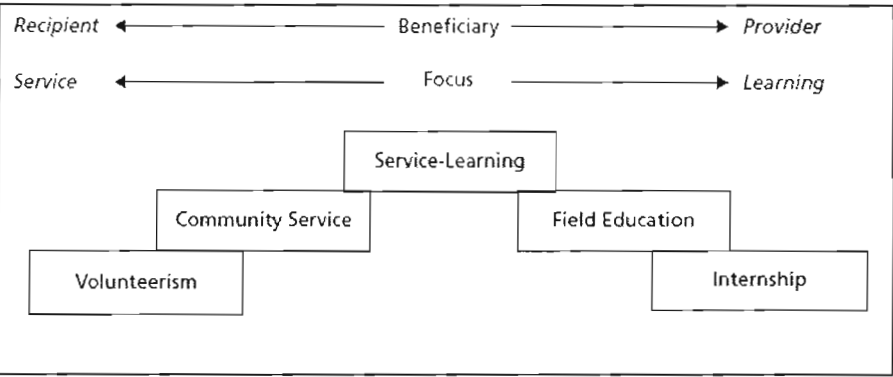 Recipient Beneficiary Provider
Service Focus Learning
Service-Learning
Community Service Field Education
Volunteerism Internship